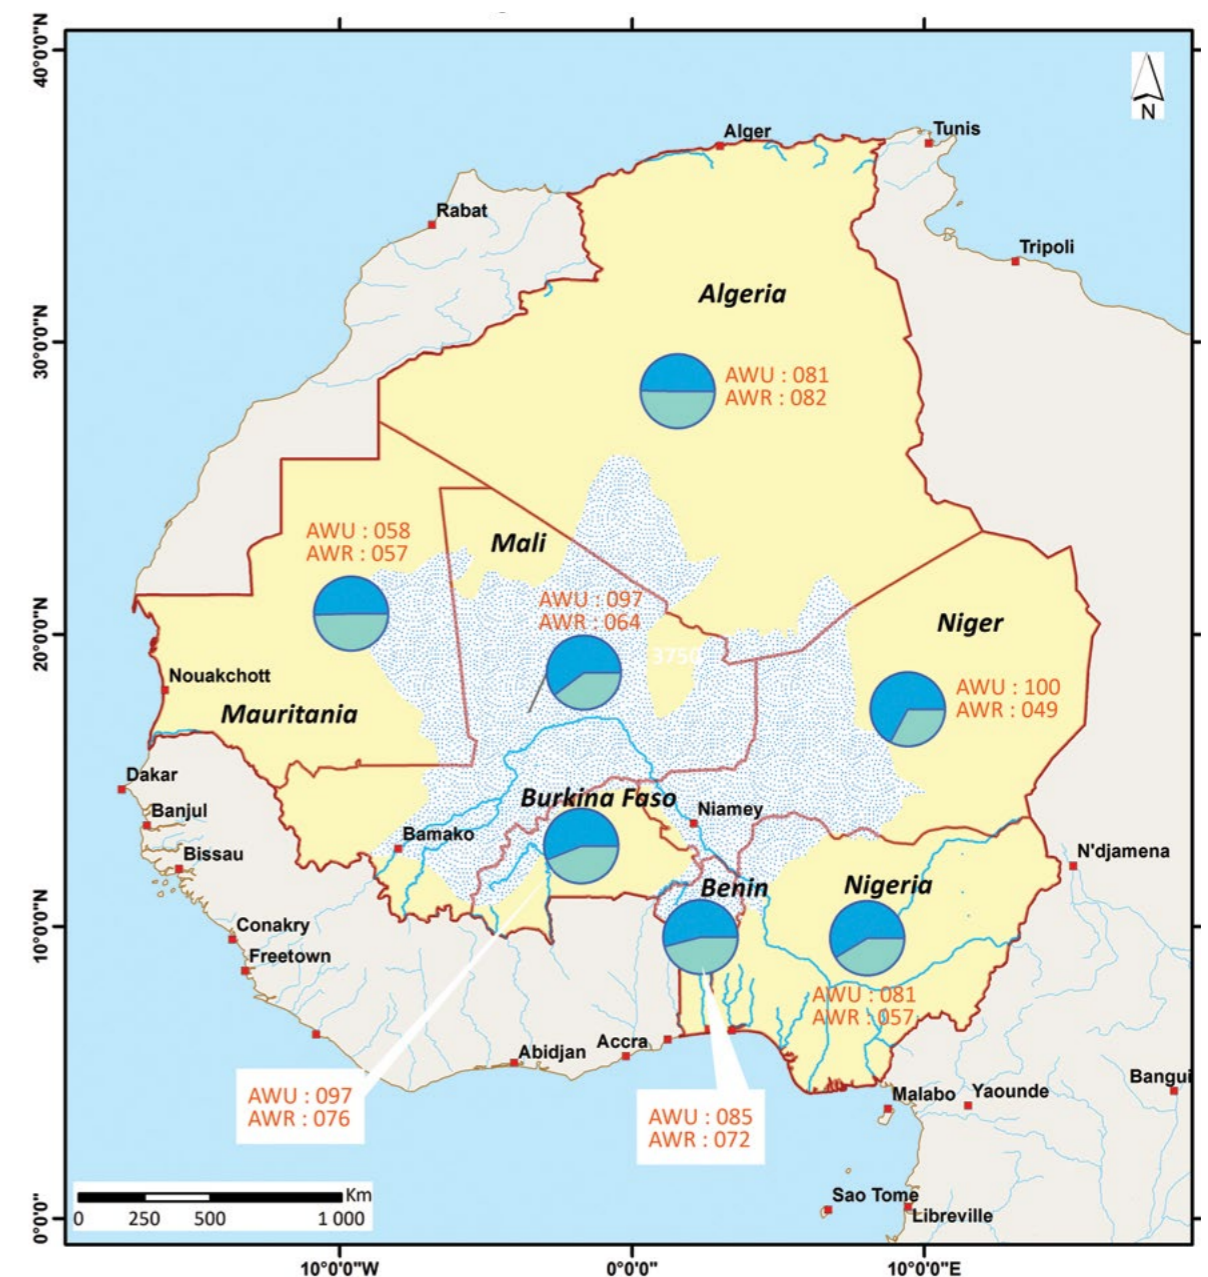 40°0'0"N
N
Alger
Tunis
Rabat
Tripoli
Algeria
30°0'0"N
AWU : 081
AWR : 082
AWU : 058
AWR : 057
Mali
AWU : 097
AWR : 064
Niger
20°0'0"N
3750
Nouakchott
AWU : 100
AWR : 049
Mauritania
Dakar
Burkina Faso
Banjul
Niamey
Bamako
Bissau
N'djamena
Benin
Nigeria
10°0'0"N
Conakry
Freetown
AWU : 081
AWR : 057
Accra
Abidjan
Bangui
Malabo
Yaounde
AWU : 097
AWR : 076
AWU : 085
AWR : 072
Km
0 250 500 1 000
Sao Tome
Libreville
0°0'0"
10°0'0"W
0°0'0"
10°0'0"E